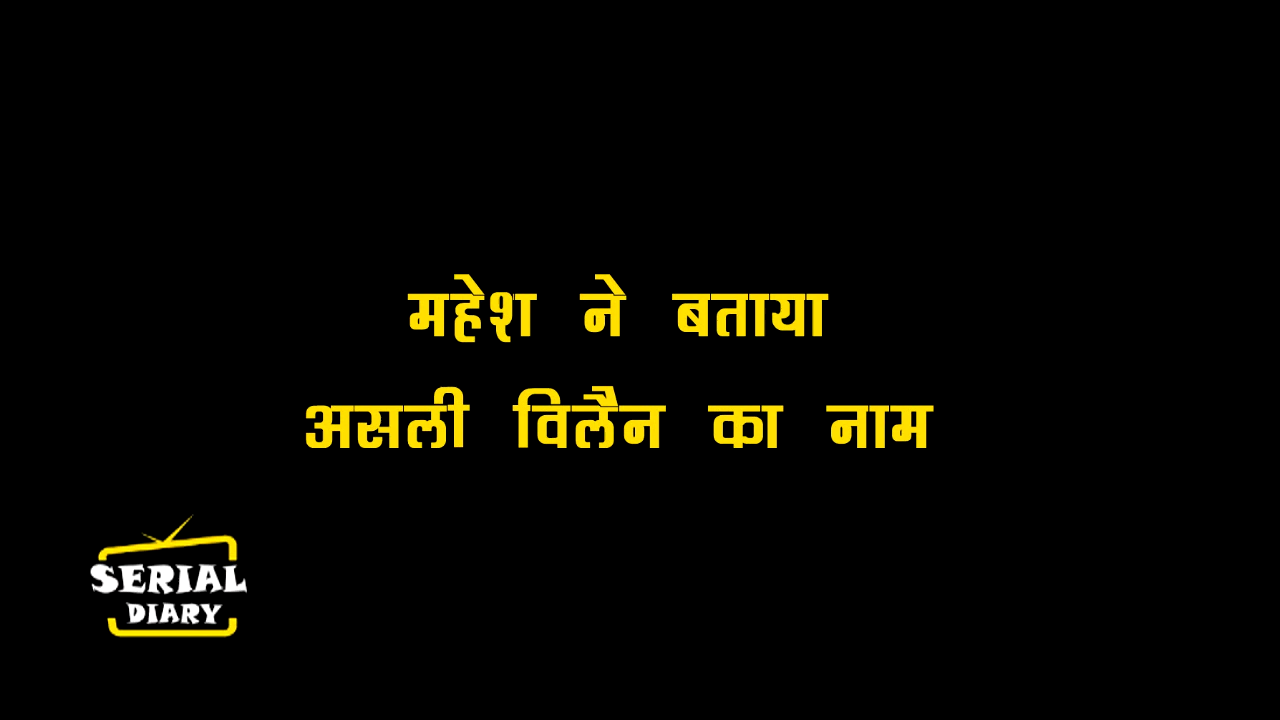 महेश ने बताया
असली विलैन का नाम
SERIAL
DIARY